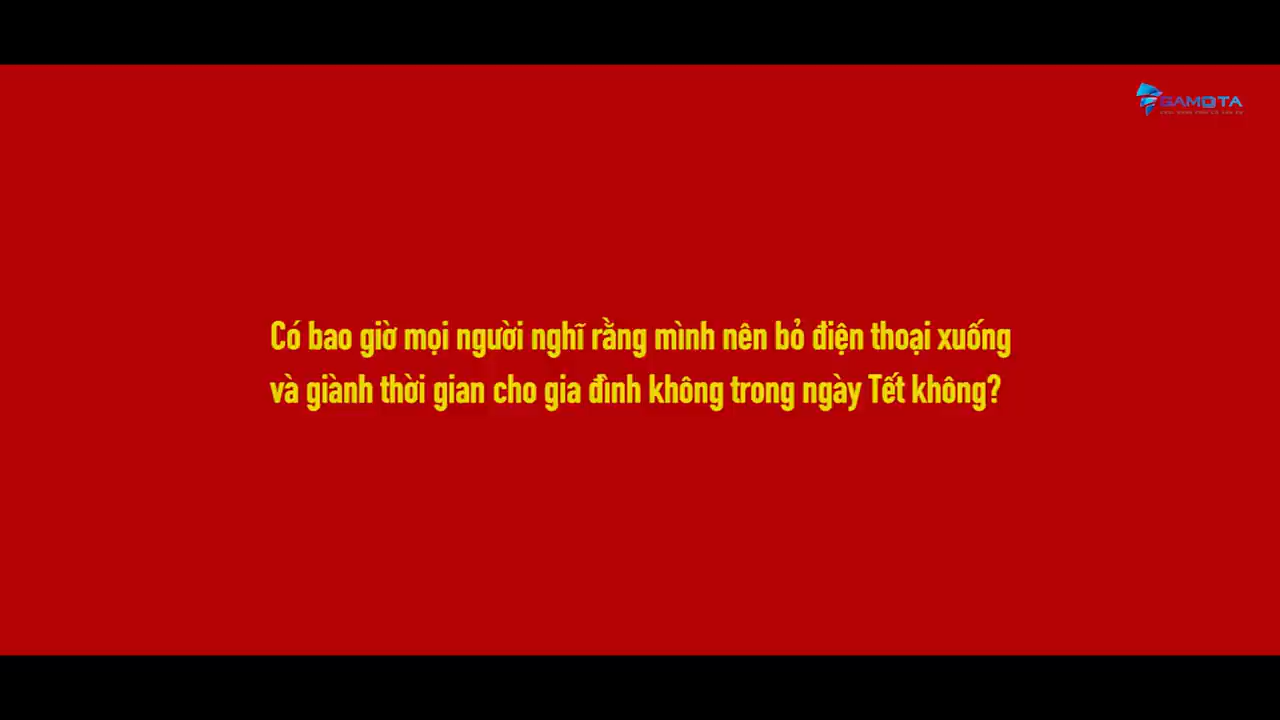 GAMOTA
Có bao giờ mọi người nghĩ rằng mình nên bỏ điện thoại xuống
và giành thời gian cho gia đình không trong ngày Tết không?